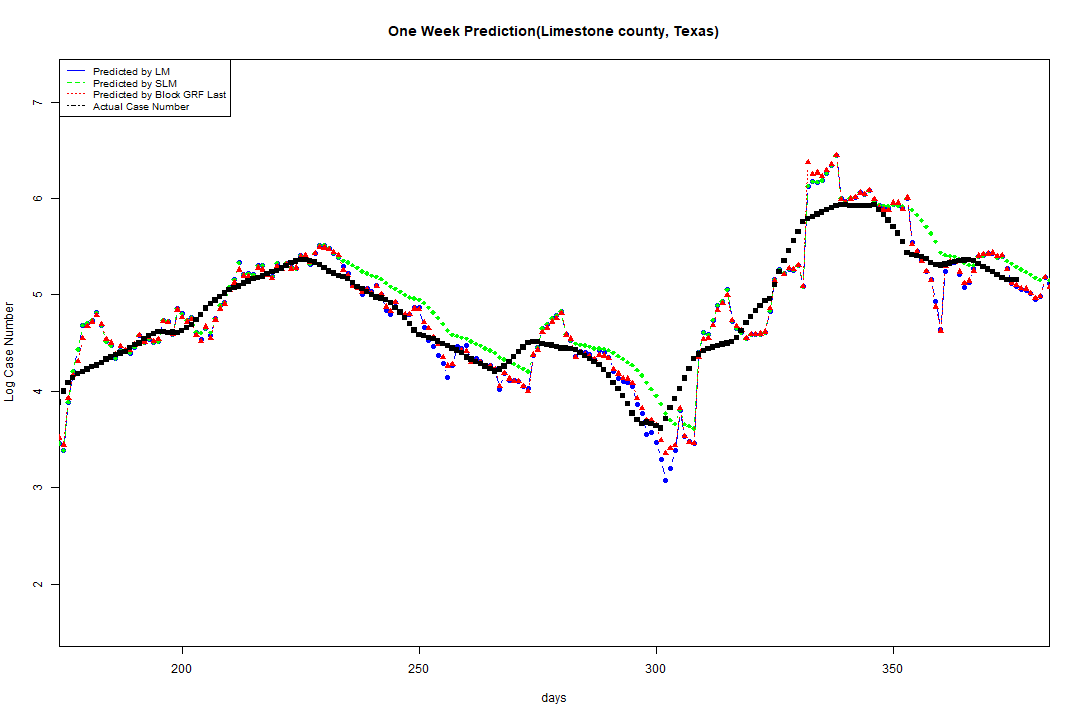 One Week Prediction(Limestone county, Texas)
Predicted by LM
Predicted by SLM
Predicted by Block GRF Last
Actual Case Number
7
6
5
4
3
2
Log Case Number
200
250
300
350
days